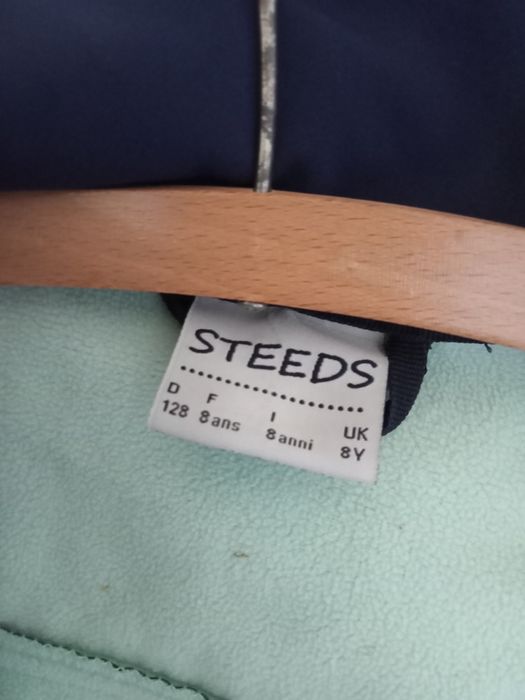 STEEDS
D F I UK
128 8ans 8anni 8Y